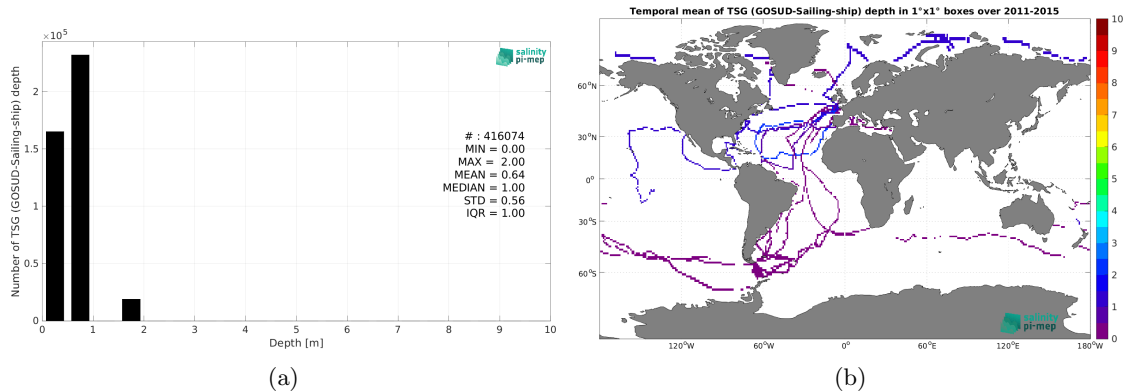 ×10⁵
2
1.5
1
0.5
0
Number of TSG (GOSUD-Sailing-ship) depth
salinity
pi-mep
# : 416074
MIN = 0.00
MAX = 2.00
MEAN = 0.64
MEDIAN = 1.00
STD = 0.56
IQR = 1.00
0 1 2 3 4 5 6 7 8 9 10
Depth [m]
(a)
Temporal mean of TSG (GOSUD-Sailing-ship) depth in 1°x1° boxes over 2011-2015
60°N
30°N
0°
30°S
60°S
120°W 60°W 0° 60°E 120°E 180°W
salinity
pi-mep
10
9
8
7
6
5
4
3
2
1
0
(b)